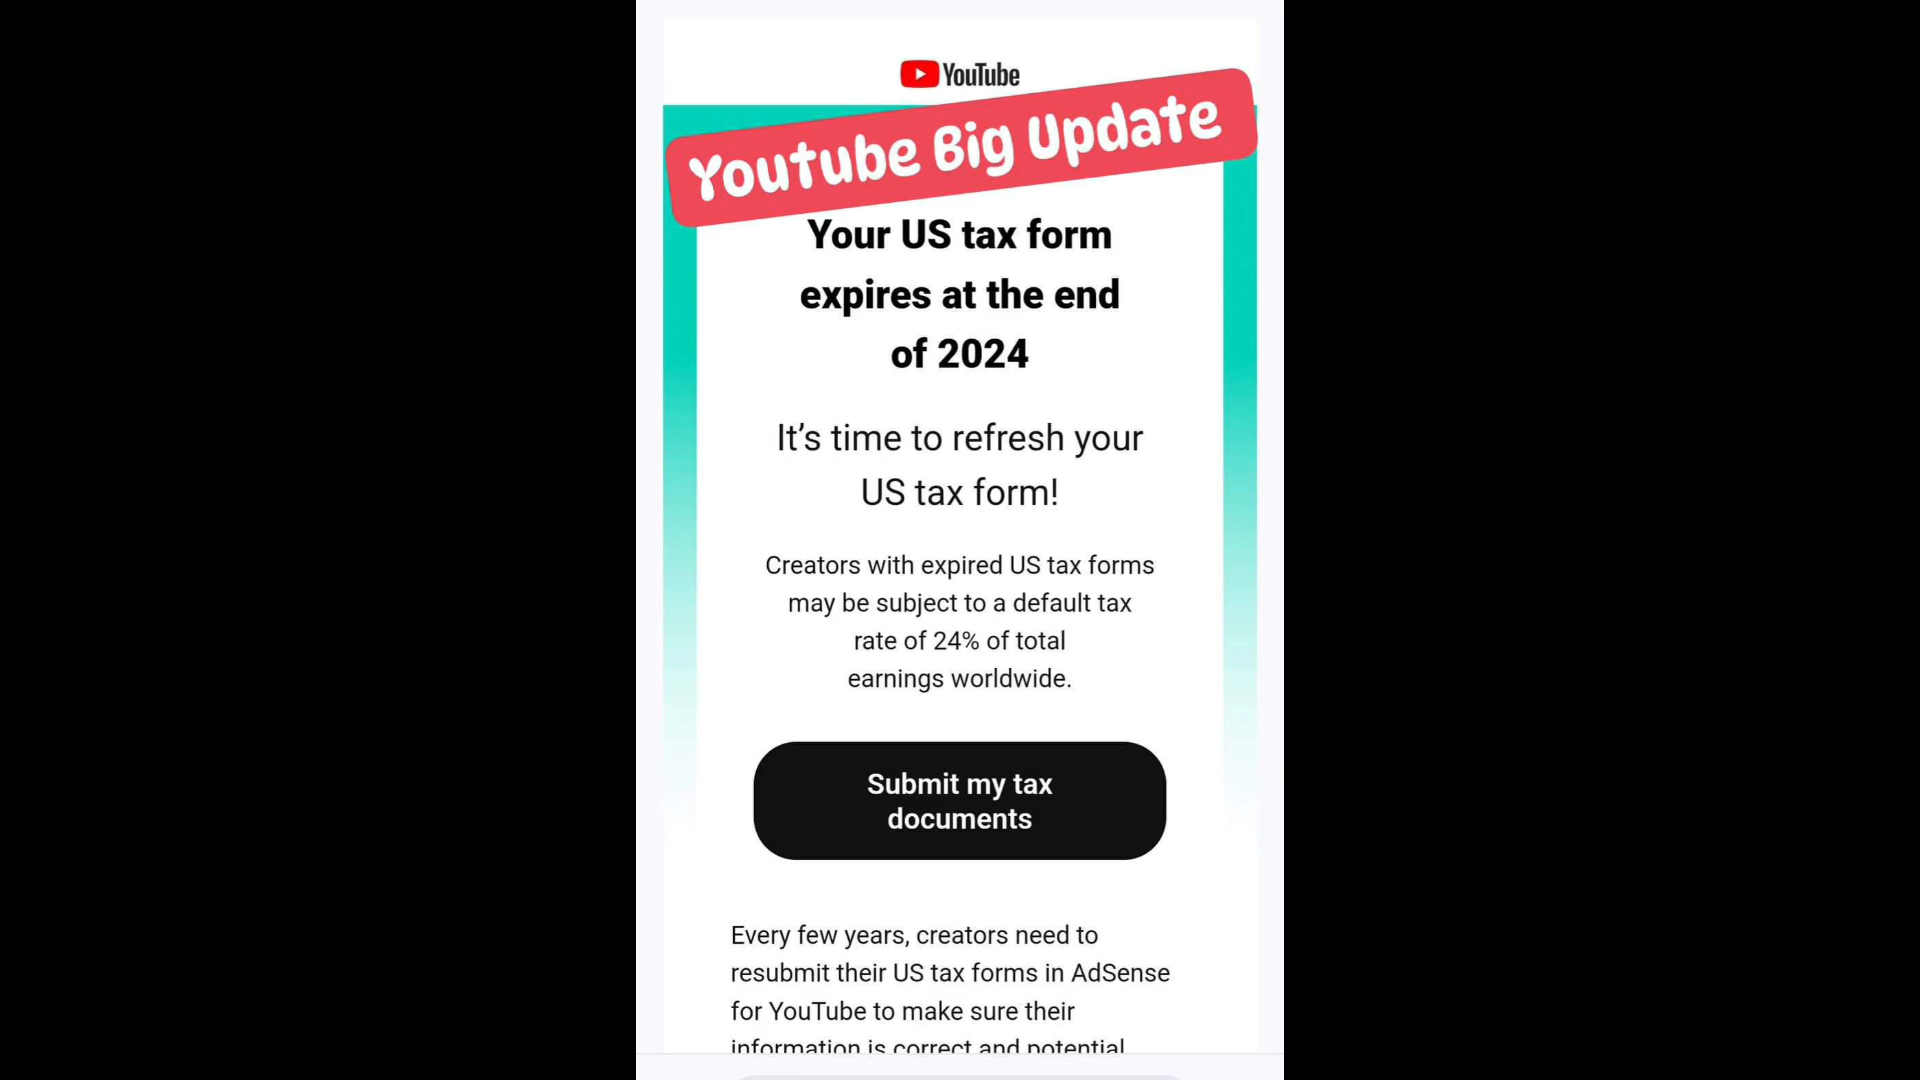 YouTube
Youtube Big Update
Your US tax form
expires at the end
of 2024
It’s time to refresh your
US tax form!
Creators with expired US tax forms
may be subject to a default tax
rate of 24% of total
earnings worldwide.
Submit my tax
documents
Every few years, creators need to
resubmit their US tax forms in AdSense
for YouTube to make sure their
information is correct and potential